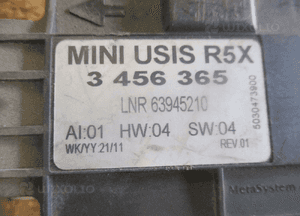 MINI USIS R5X
3 456 365
LNR 63945210
AI:01 HW:04 SW:04
WK/YY:21/11
REV.01
5030473900
MetaSystem